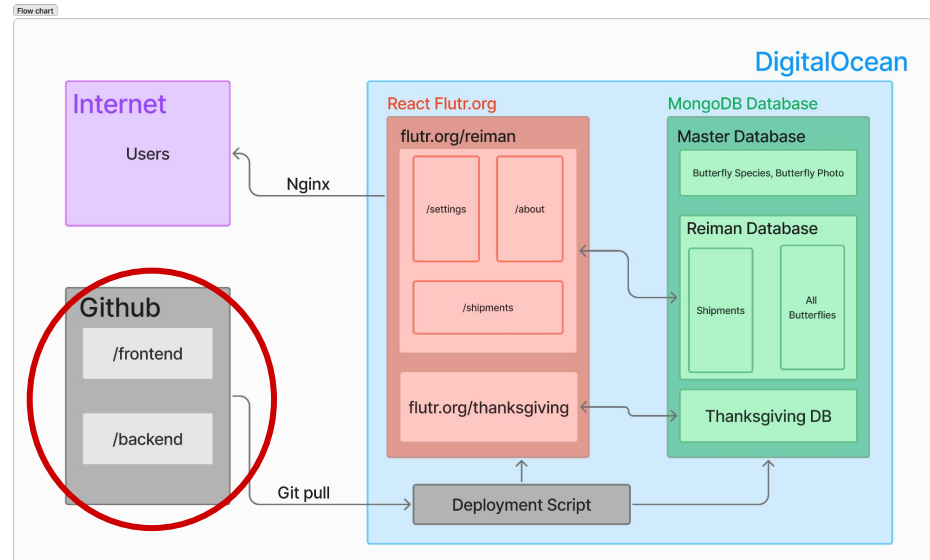 Flow chart
DigitalOcean
Internet
Users
Nginx
Github
/frontend
/backend
Git pull
React Flutr.org
flutr.org/reiman
/settings
/about
/shipments
flutr.org/thanksgiving
MongoDB Database
Master Database
Butterfly Species, Butterfly Photo
Reiman Database
Shipments
All
Butterflies
Thanksgiving DB
Deployment Script